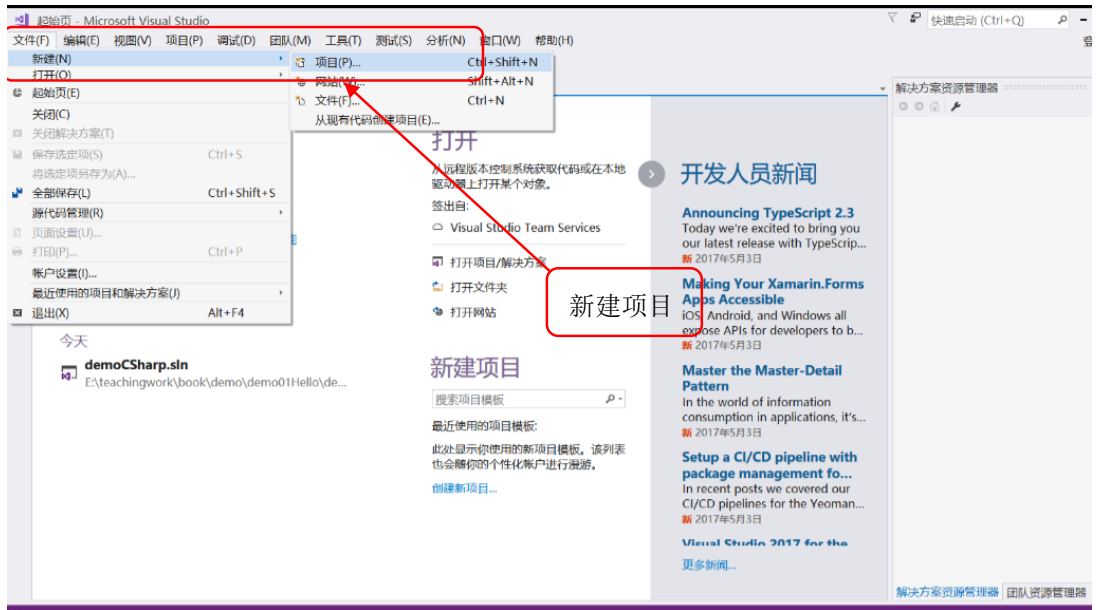 起始页 - Microsoft Visual Studio
快速启动 (Ctrl+Q)
文件(F) 编辑(E) 视图(V) 项目(P) 调试(D) 团队(M) 工具(T) 测试(S) 分析(N) 窗口(W) 帮助(H)
登
新建(N)
打开(O)
起始页(E)
关闭(C)
关闭解决方案(T)
保存选定项(S) Ctrl+S
将选定项另存为(A)...
全部保存(L) Ctrl+Shift+S
源代码管理(R)
页面设置(U)...
打印(P)... Ctrl+P
帐户设置(I)...
最近使用的项目和解决方案(J)
退出(X) Alt+F4
项目(P)... Ctrl+Shift+N
网站(W)... Shift+Alt+N
文件(F)... Ctrl+N
从现有代码创建项目(E)...
今天
demoCSharp.sln
E:\teachingwork\book\demo\demo01Hello\de...
打开
从远程版本控制系统获取代码或在本地
驱动器上打开某个对象。
签出自:
Visual Studio Team Services
打开项目/解决方案
打开文件夹
打开网站
新建项目
新建项目
搜索项目模板
最近使用的项目模板:
此处显示你使用的新项目模板。该列表
也会随你的个性化帐户进行漫游。
创建新项目...
开发人员新闻
Announcing TypeScript 2.3
Today we're excited to bring you
our latest release with TypeScrip...
新 2017年5月3日
Making Your Xamarin.Forms
Apps Accessible
iOS, Android, and Windows all
expose APIs for developers to b...
新 2017年5月3日
Master the Master-Detail
Pattern
In the world of information
consumption in applications, it's...
新 2017年5月3日
Setup a CI/CD pipeline with
package management fo...
In recent posts we covered our
CI/CD pipelines for the Yeoman...
新 2017年5月3日
Visual Studio 2017 for the
更多新闻...
解决方案资源管理器
解决方案资源管理器 团队资源管理器